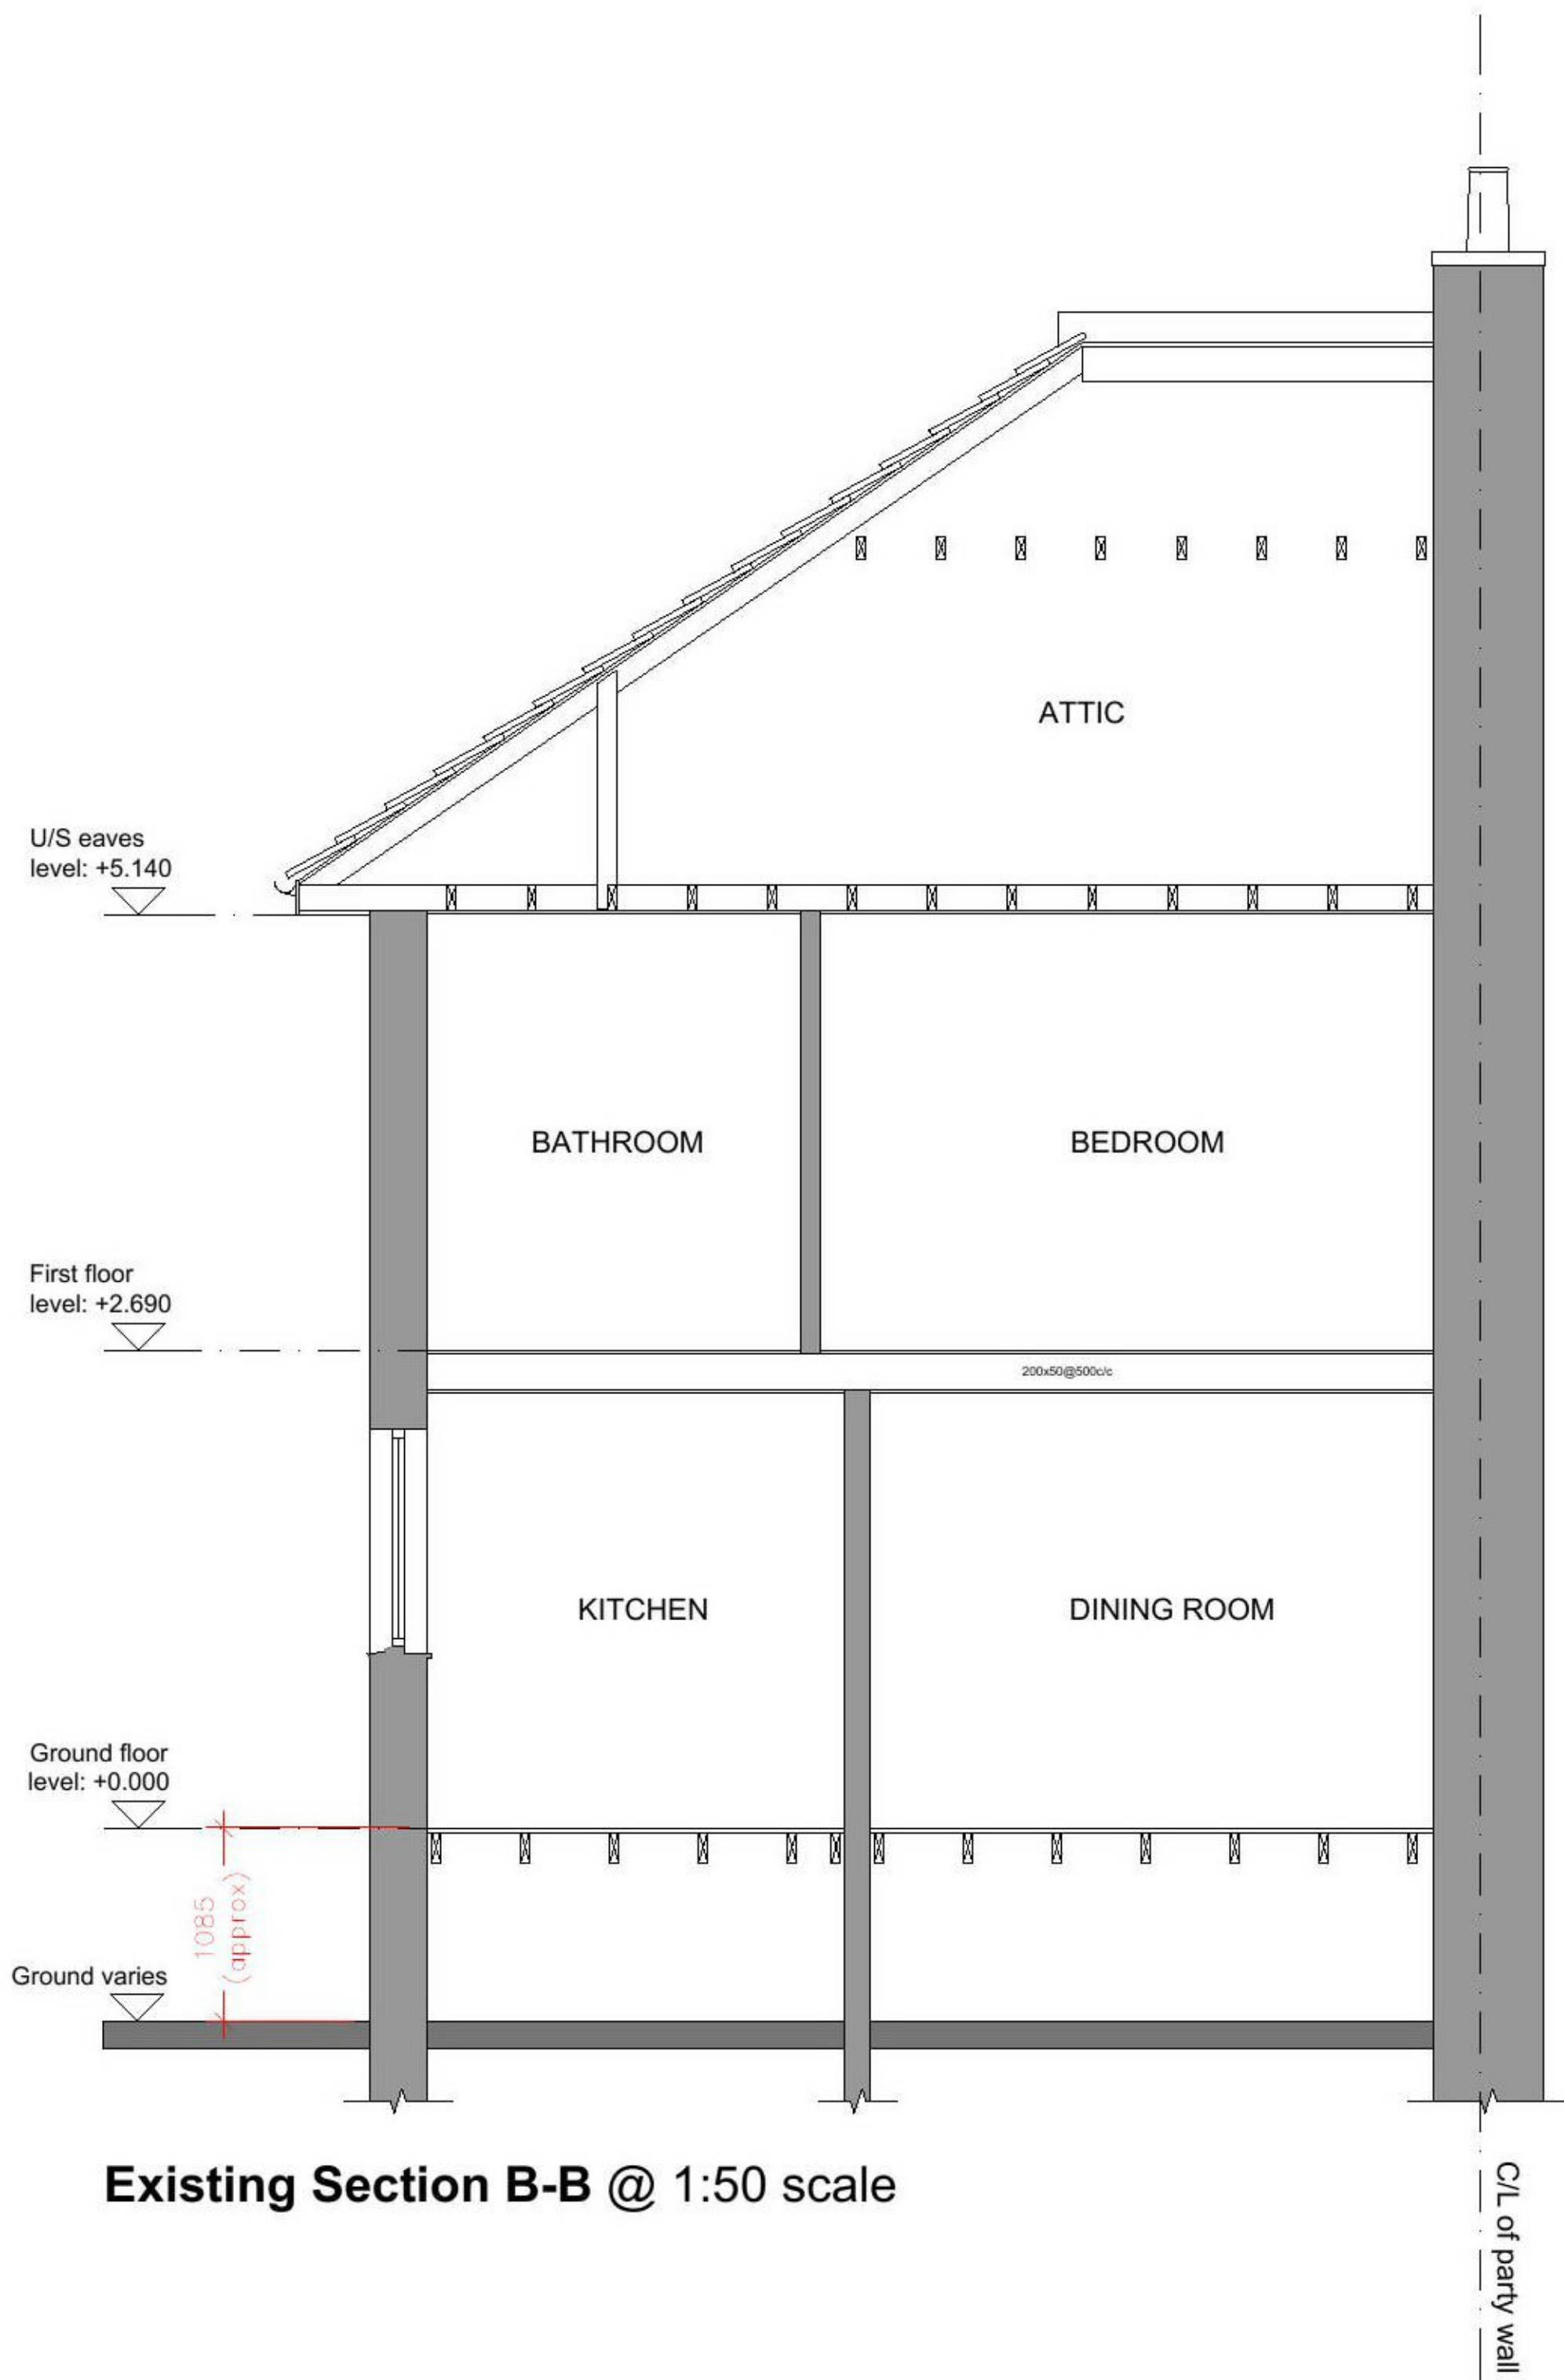 ATTIC
U/S eaves
level: +5.140
BATHROOM
BEDROOM
First floor
level: +2.690
200x50@500c/c
KITCHEN
DINING ROOM
Ground floor
level: +0.000
1085
(approx)
Ground varies
Existing Section B-B @ 1:50 scale
C/L of party wall